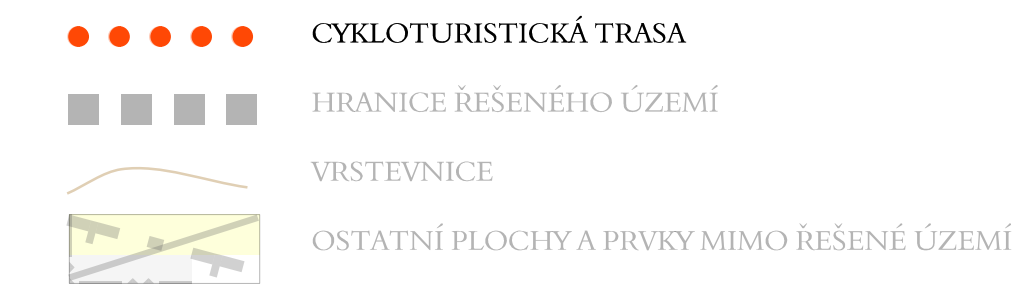 CYKLOTURISTICKÁ TRASA
HRANICE ŘEŠENÉHO ÚZEMÍ
VRSTEVNICE
OSTATNÍ PLOCHY A PRVKY MIMO ŘEŠENÉ ÚZEMÍ